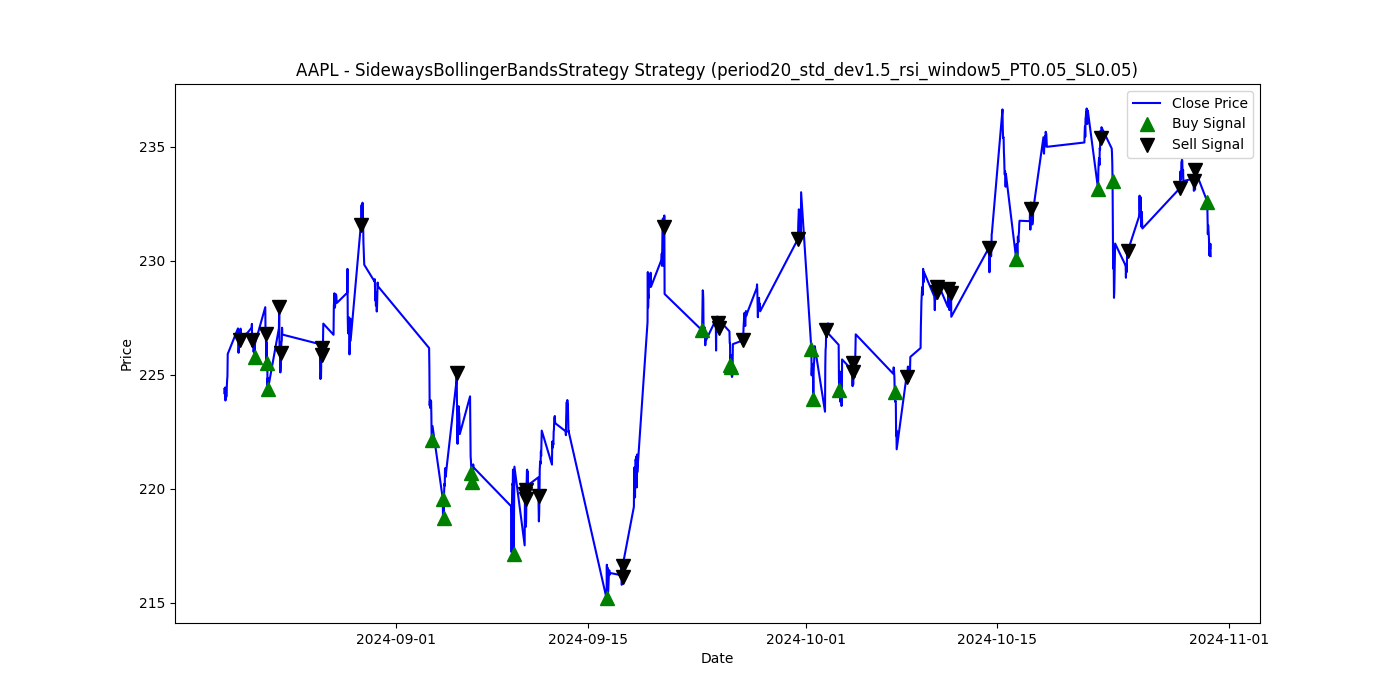 AAPL - SidewaysBollingerBandsStrategy Strategy (period20_std_dev1.5_rsi_window5_PT0.05_SL0.05)
Close Price
Buy Signal
Sell Signal
235
230
225
220
215
Price
2024-09-01
2024-09-15
2024-10-01
2024-10-15
2024-11-01
Date